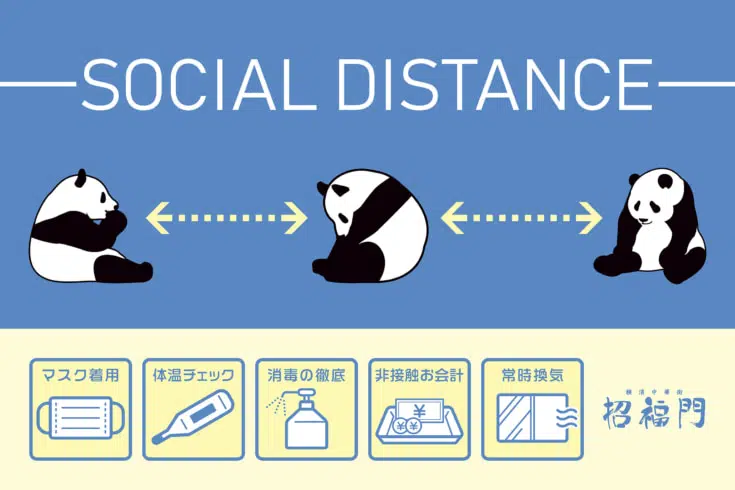 SOCIAL DISTANCE
マスク着用
体温チェック
消毒の徹底
非接触お会計
常時換気
¥
¥¥
横濱中華街
招福門